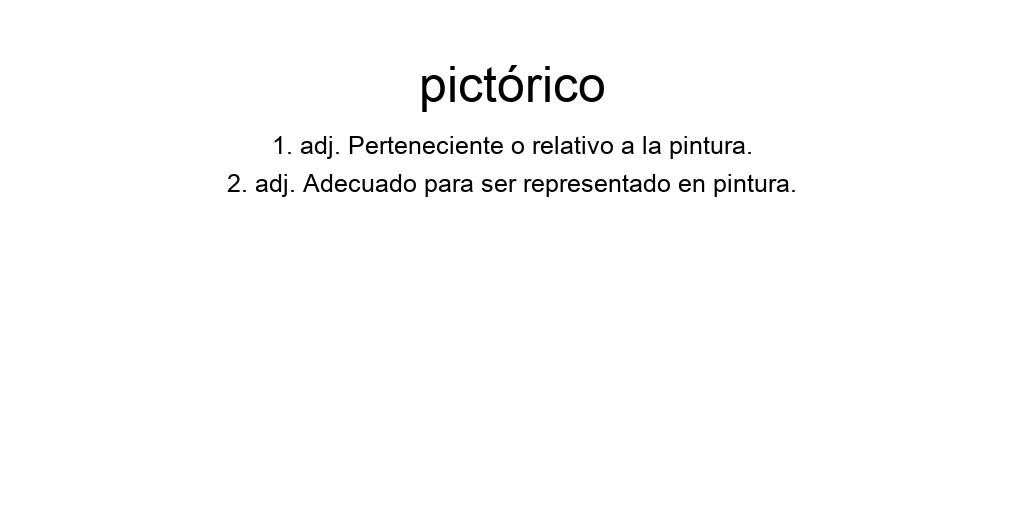 pictórico
1. adj. Perteneciente o relativo a la pintura.
2. adj. Adecuado para ser representado en pintura.